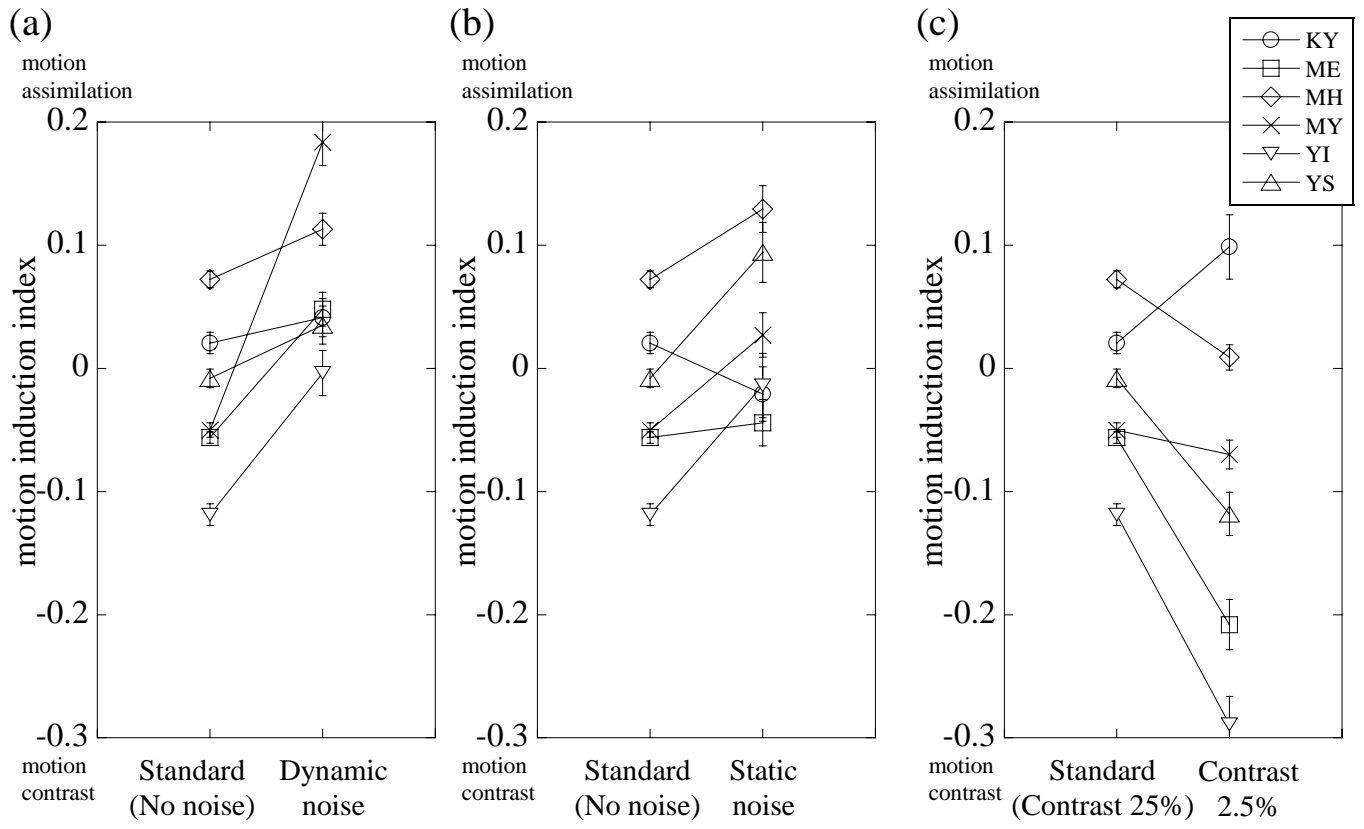 (a)
motion
assimilation
0.2
0.1
0
-0.1
-0.2
-0.3
motion induction index
motion
contrast
Standard
(No noise)
Dynamic
noise
(b)
motion
assimilation
0.2
0.1
0
-0.1
-0.2
-0.3
motion induction index
motion
contrast
Standard
(No noise)
Static
noise
(c)
motion
assimilation
0.2
0.1
0
-0.1
-0.2
-0.3
motion induction index
motion
contrast
Standard
(Contrast 25%)
Contrast
2.5%
KY
ME
MH
MY
YI
YS